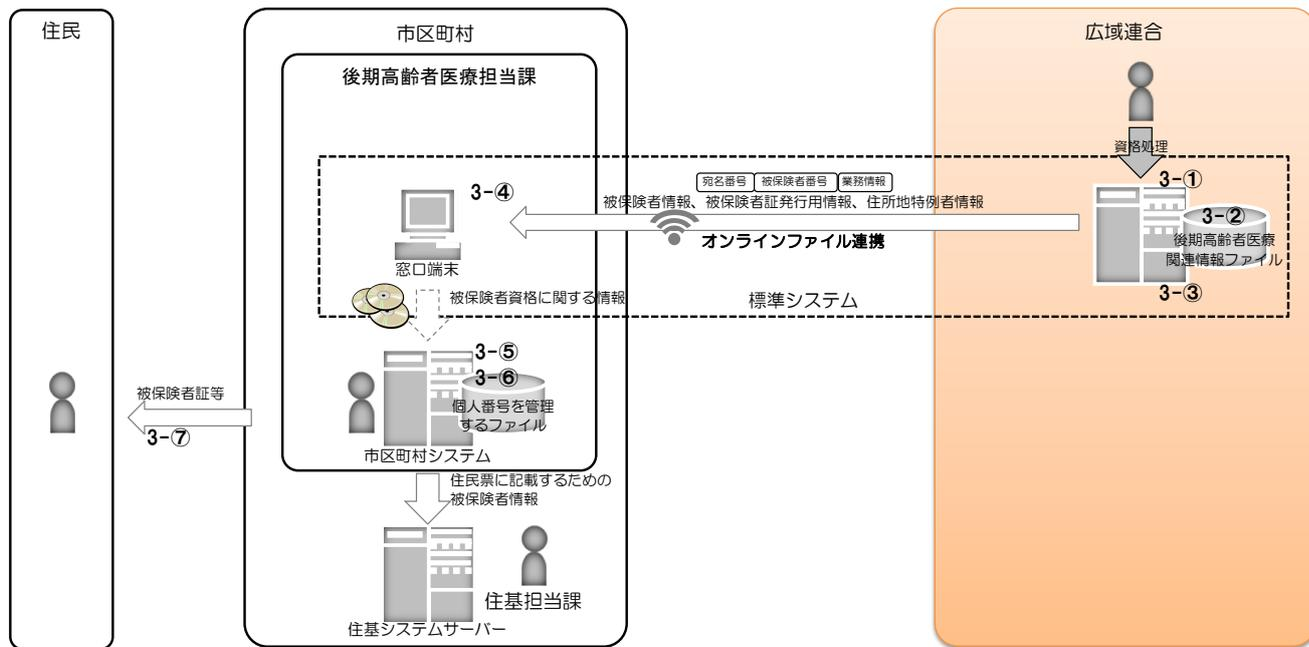 住民
市区町村
後期高齢者医療担当課
広域連合
資格処理
3-①
3-②
後期高齢者医療
関連情報ファイル
3-③
3-④
宛名番号 被保険者番号 業務情報
被保険者情報、被保険者証発行用情報、住所地特例者情報
オンラインファイル連携
窓口端末
被保険者資格に関する情報
標準システム
3-⑤
3-⑥
個人番号を管理
するファイル
市区町村システム
被保険者証等
3-⑦
住民票に記載するための
被保険者情報
住基担当課
住基システムサーバー